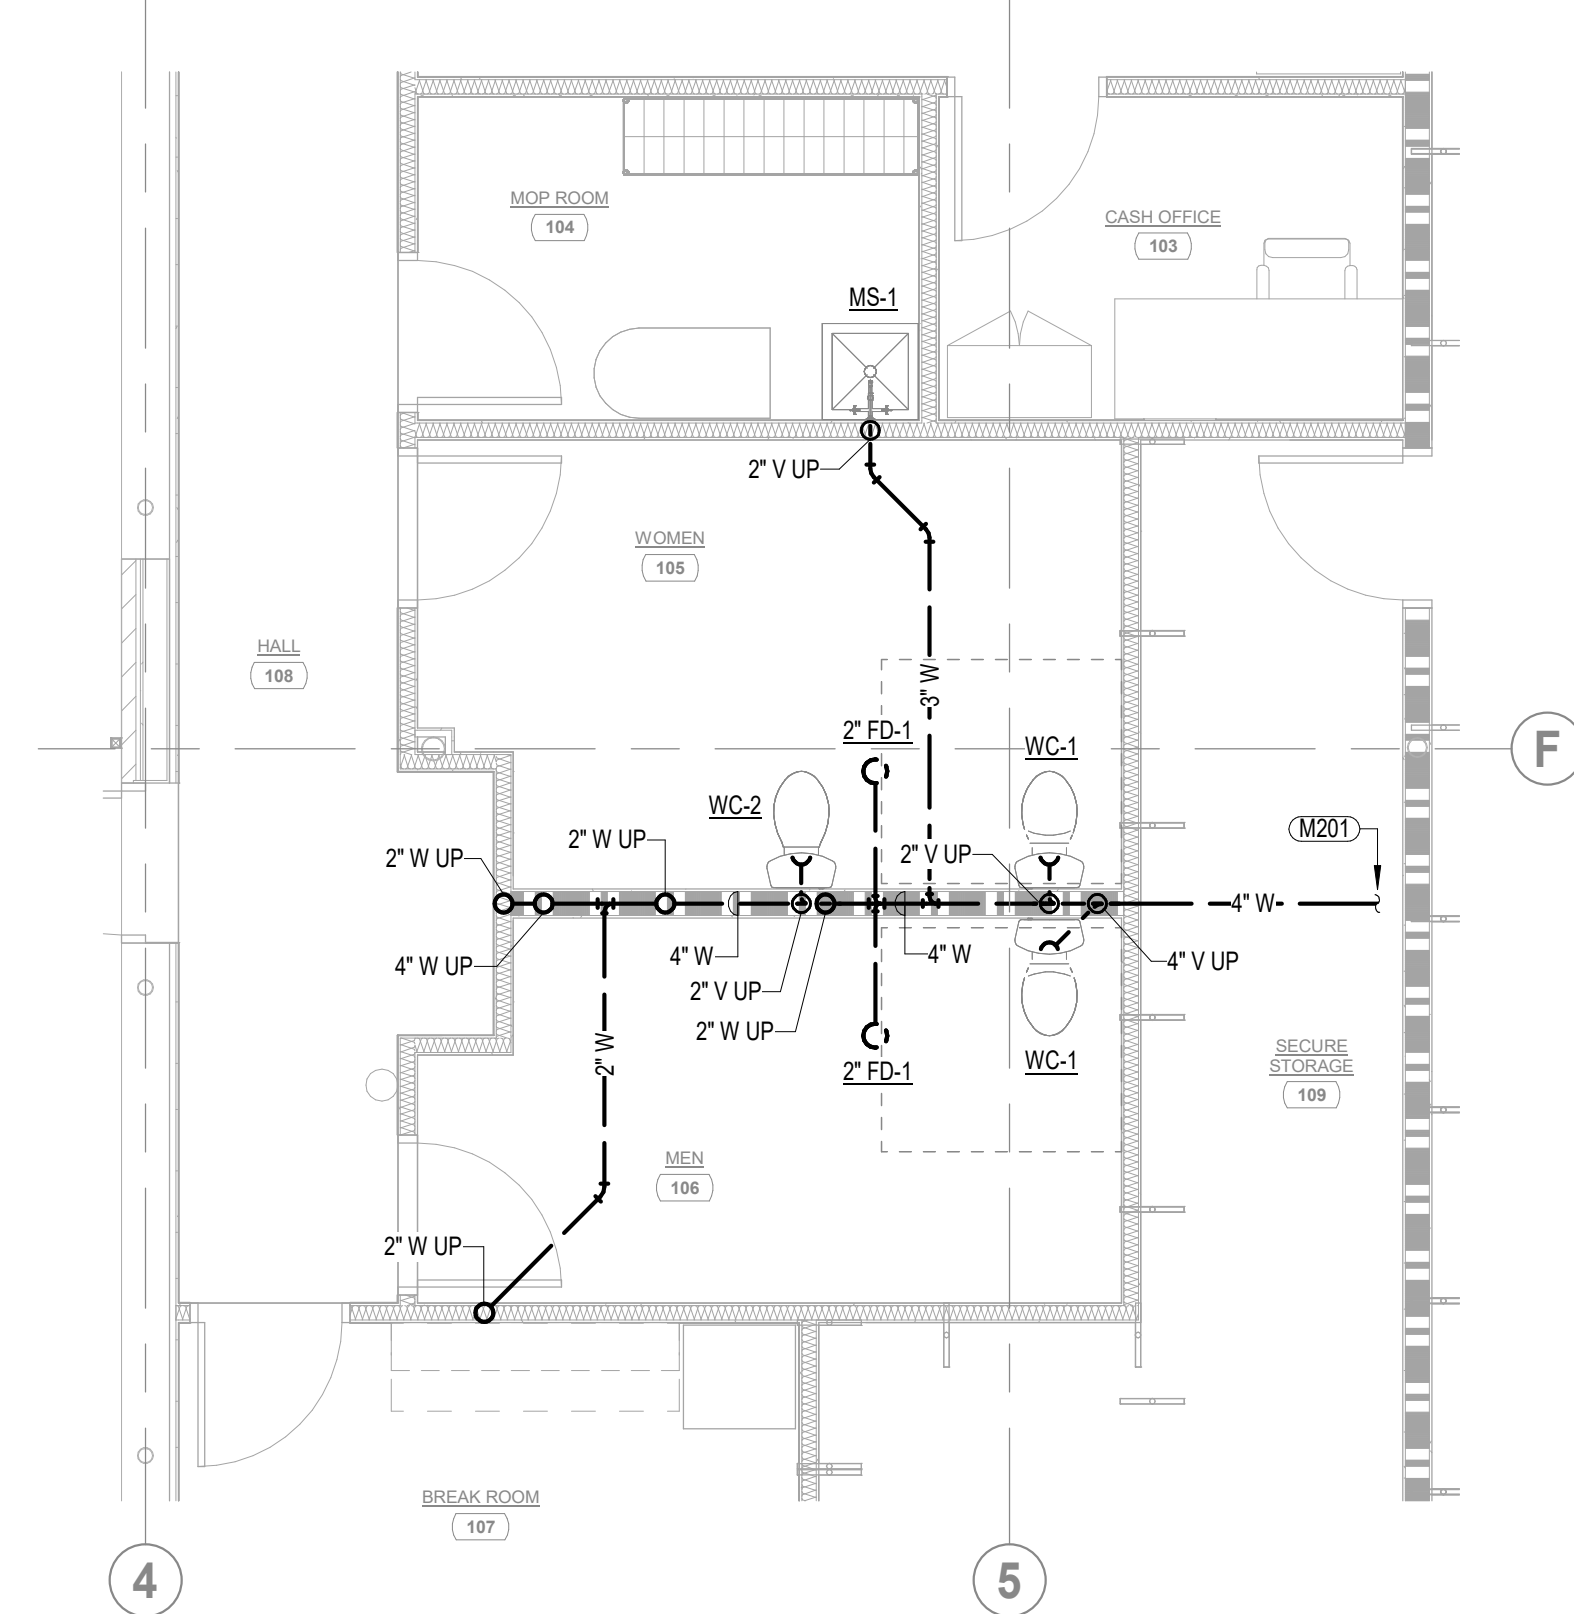 MOP ROOM
104
CASH OFFICE
103
MS-1
2" V UP
WOMEN
105
HALL
108
3" W
2" FD-1
WC-1
F
WC-2
M201
2" W UP
2" V UP
2" W UP
4" W
4" W
4" W
4" W UP
4" V UP
2" V UP
2" W UP
2" W
SECURE
STORAGE
109
WC-1
2" FD-1
MEN
106
2" W UP
BREAK ROOM
107
4
5